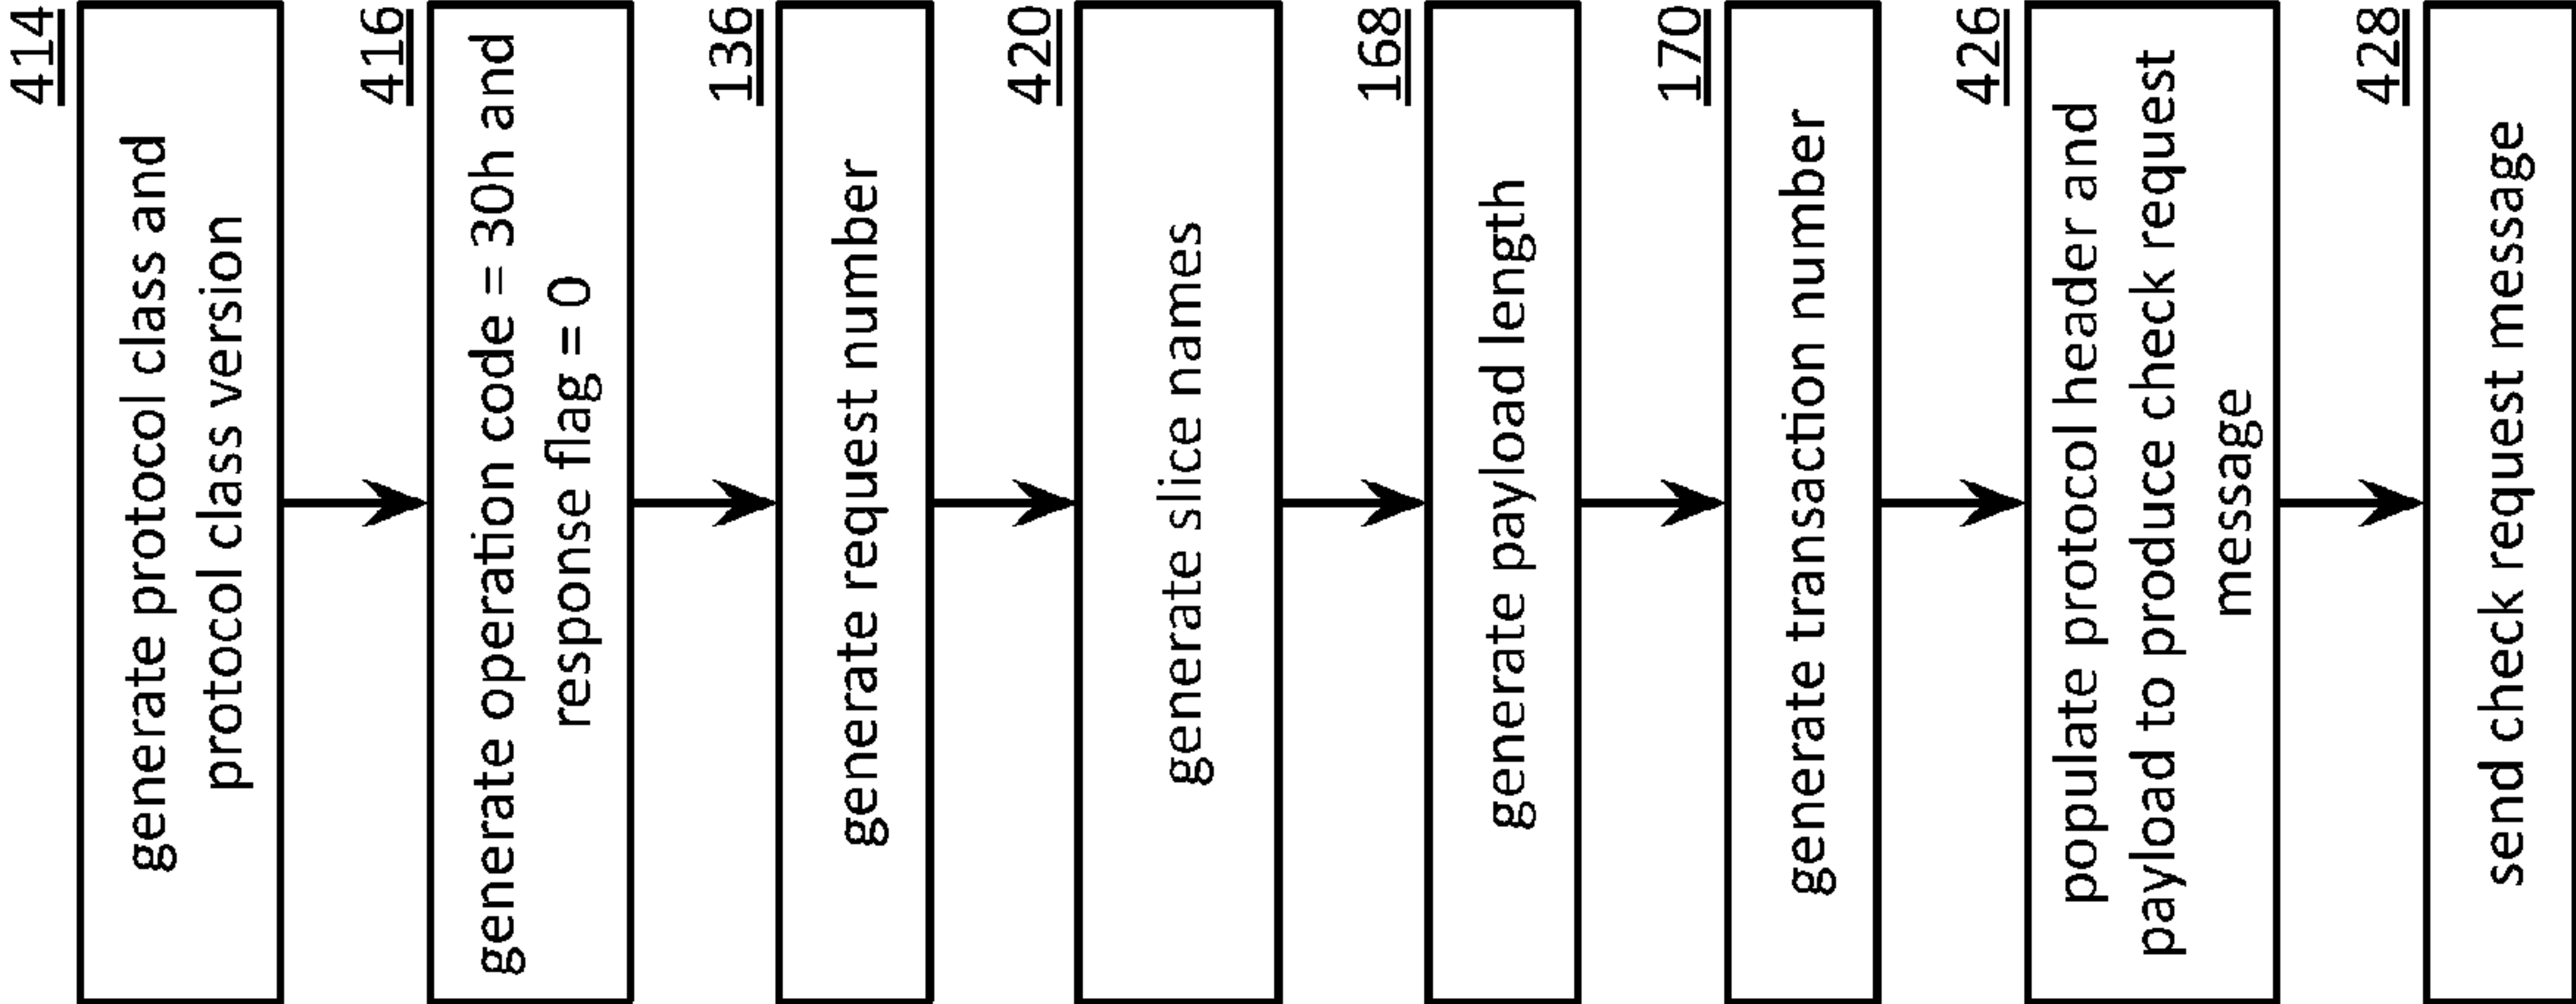 414
generate protocol class and
protocol class version
416
generate operation code = 30h and
response flag = 0
136
generate request number
420
generate slice names
168
generate payload length
170
generate transaction number
426
populate protocol header and
payload to produce check request
message
428
send check request message